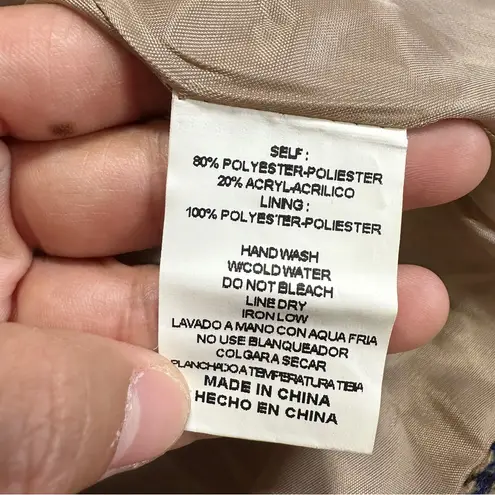 SELF :
80% POLYESTER-POLIESTER
20% ACRYL-ACRILICO
LINING :
100% POLYESTER-POLIESTER
HAND WASH
W/COLD WATER
DO NOT BLEACH
LINE DRY
IRON LOW
LAVADO A MANO CON AQUA FRIA
NO USE BLANQUEADOR
COLGAR A SECAR
PLANCHADO A TEMPERATURA TIBIA
MADE IN CHINA
HECHO EN CHINA